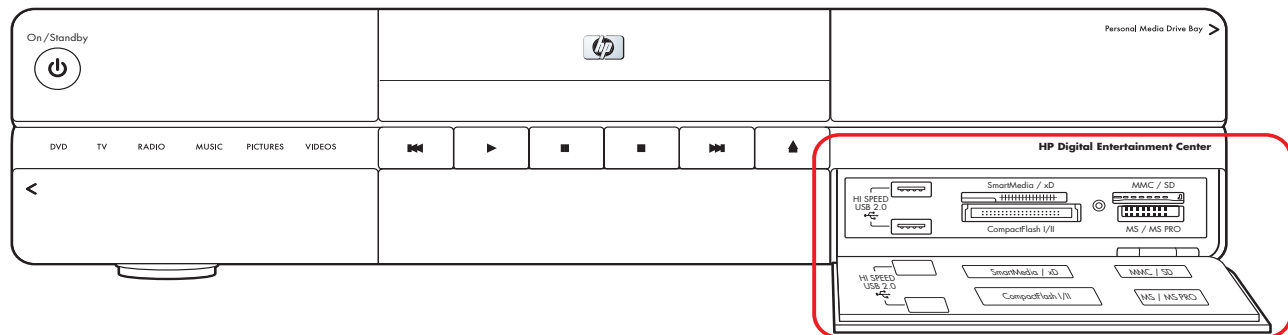 Personal Media Drive Bay >
On/Standby
hp
DVD TV RADIO MUSIC PICTURES VIDEOS
HP Digital Entertainment Center
<
SmartMedia / xD
MMC / SD
HI SPEED
USB 2.0
CompactFlash I/II
MS / MS PRO
HI SPEED
USB 2.0
SmartMedia / xD
MMC / SD
CompactFlash I/II
MS / MS PRO